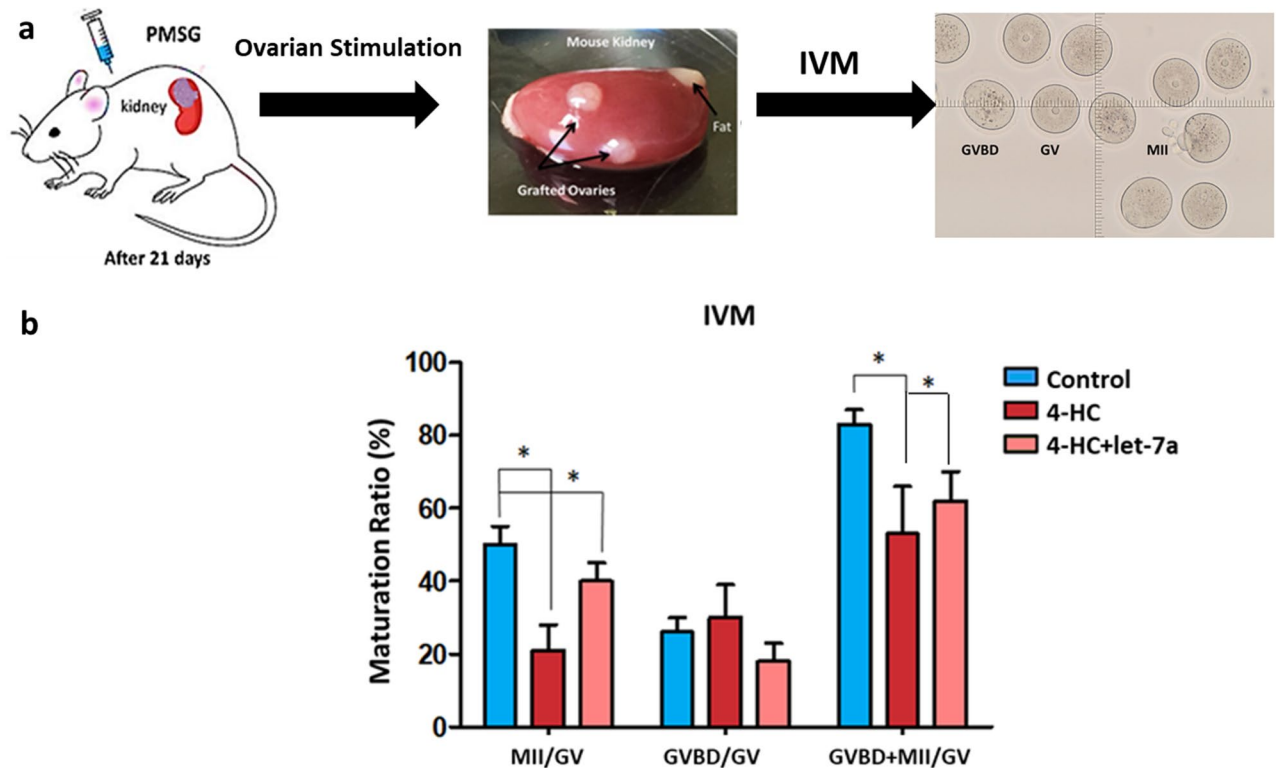 a
PMSG
kidney
After 21 days
Ovarian Stimulation
Mouse Kidney
Fat
Grafted Ovaries
IVM
GVBD
GV
MII
b
IVM
Maturation Ratio (%)
100
80
60
40
20
0
*
*
*
*
MII/GV
GVBD/GV
GVBD+MII/GV
Control
4-HC
4-HC+let-7a